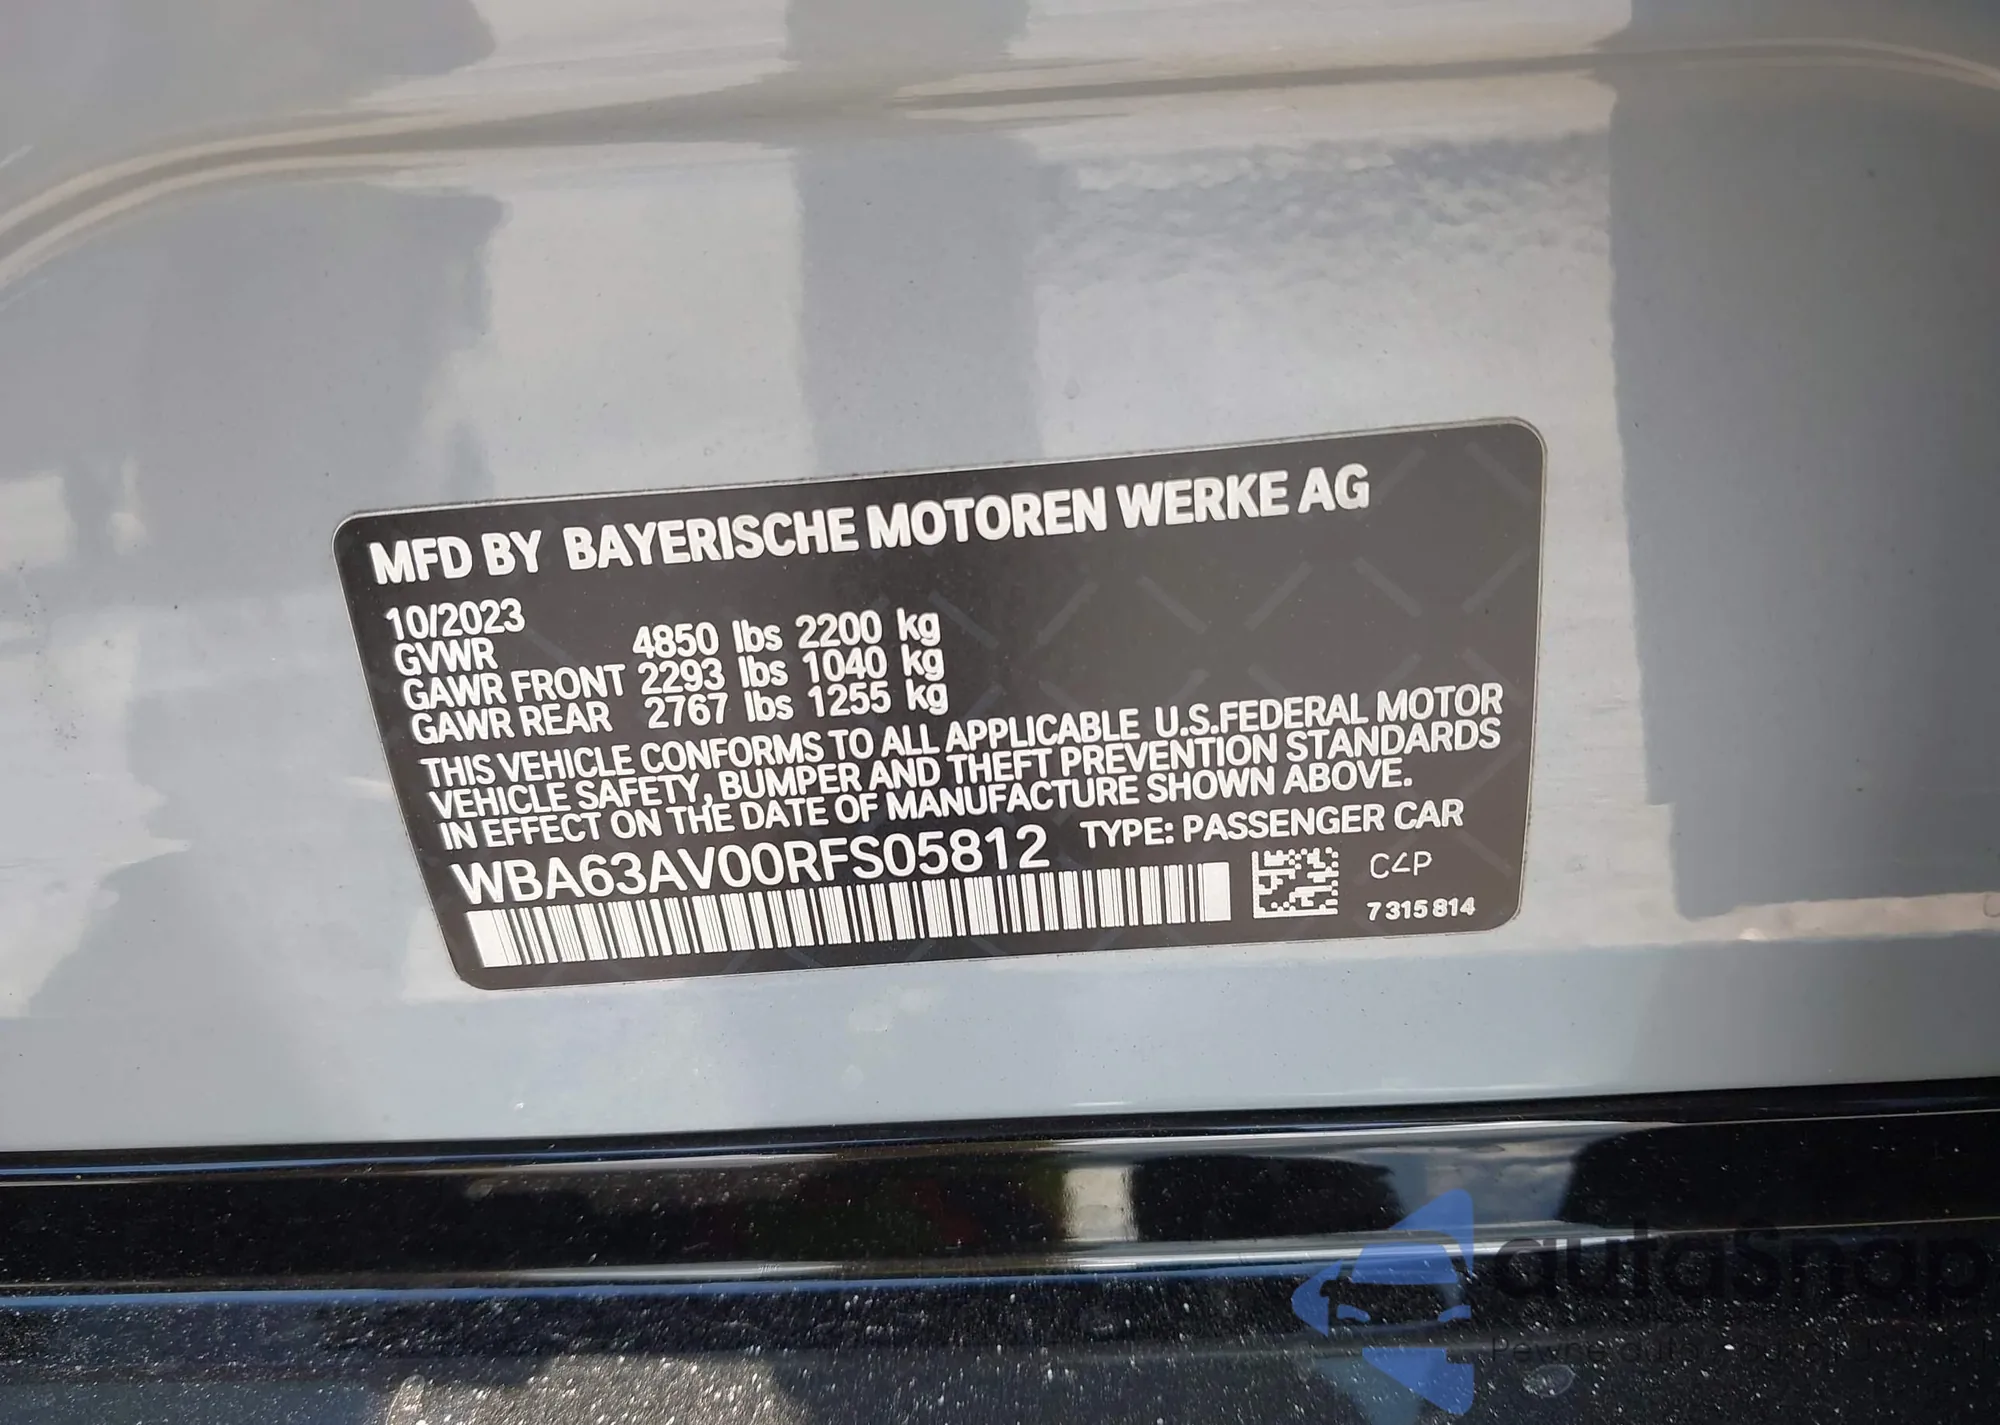 MFD BY BAYERISCHE MOTOREN WERKE AG
10/2023
GVWR 4850 lbs 2200 kg
GAWR FRONT 2293 lbs 1040 kg
GAWR REAR 2767 lbs 1255 kg
THIS VEHICLE CONFORMS TO ALL APPLICABLE U.S.FEDERAL MOTOR
VEHICLE SAFETY, BUMPER AND THEFT PREVENTION STANDARDS
IN EFFECT ON THE DATE OF MANUFACTURE SHOWN ABOVE.
WBA63AV00RFS05812 TYPE: PASSENGER CAR
C4P
7 315 814
autasnap
Pewne auta